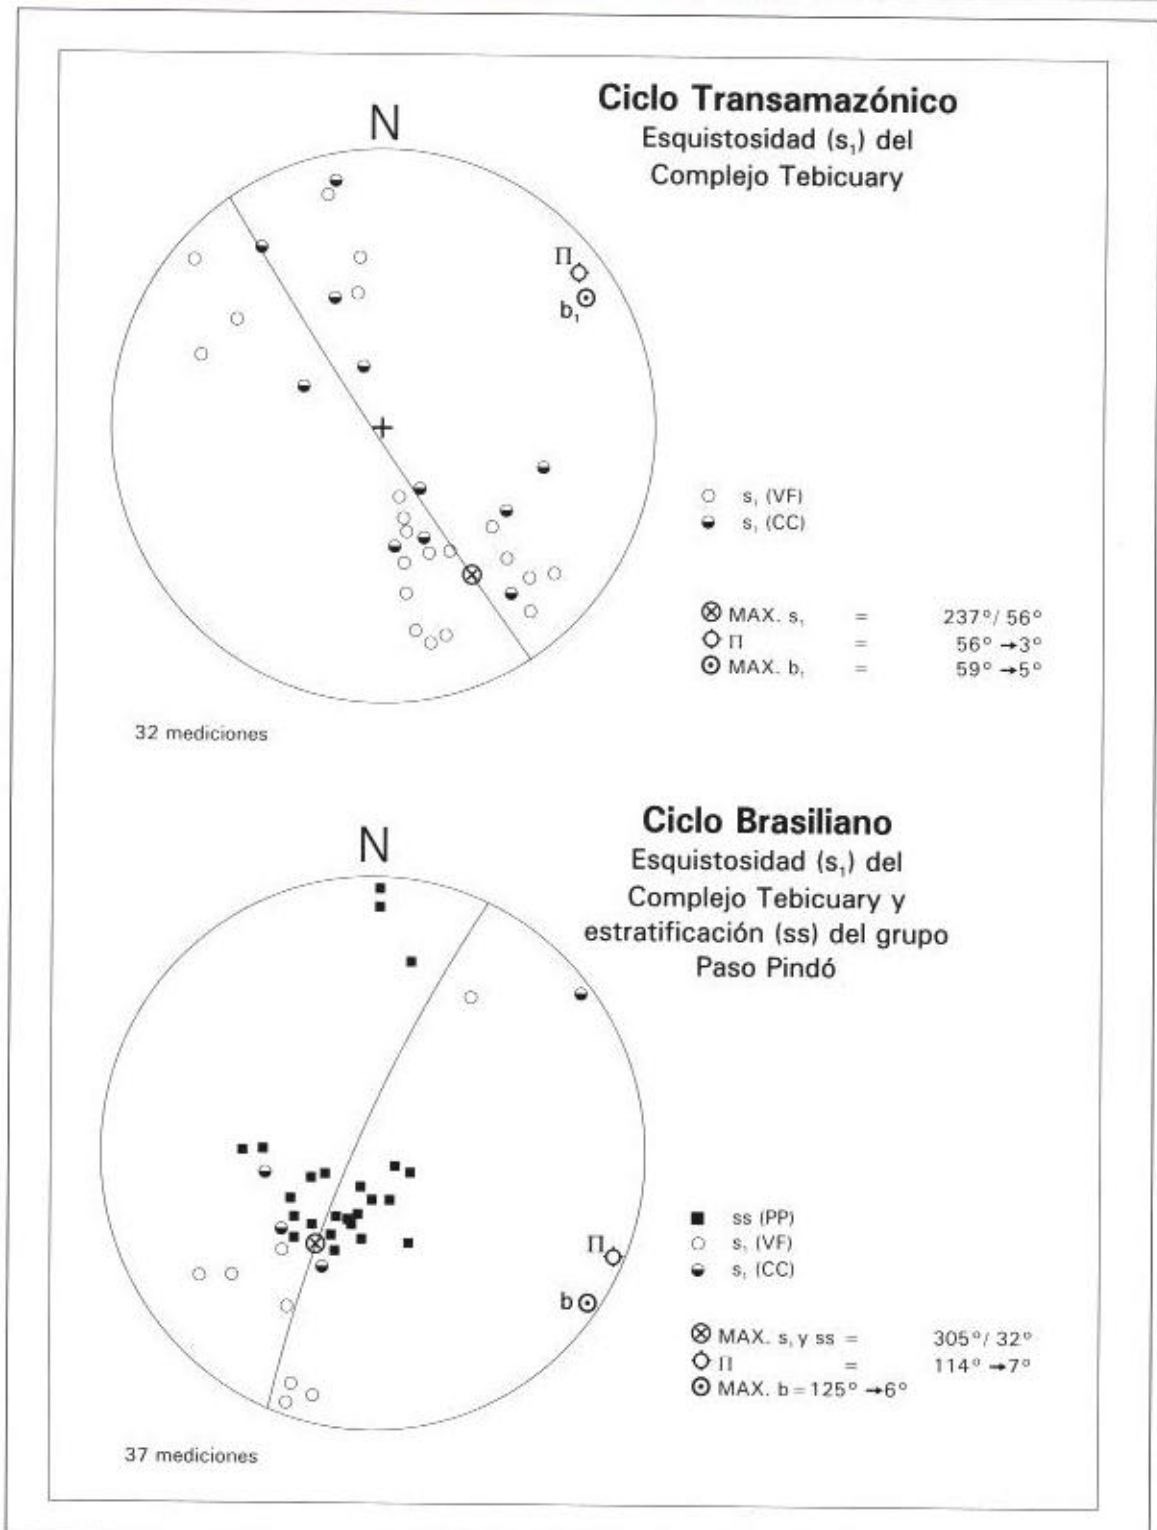 Ciclo Transamazónico
Esquistosidad (s₁) del
Complejo Tebicuary
N
Π
b₁
s₁ (VF)
s₁ (CC)
MAX. s₁ = 237°/ 56°
Π = 56° →3°
MAX. b₁ = 59° →5°
32 mediciones
Ciclo Brasiliano
Esquistosidad (s₁) del
Complejo Tebicuary y
estratificación (ss) del grupo
Paso Pindó
N
Π
b
ss (PP)
s₁ (VF)
s₁ (CC)
MAX. s₁ y ss = 305°/ 32°
Π = 114° →7°
MAX. b = 125° →6°
37 mediciones